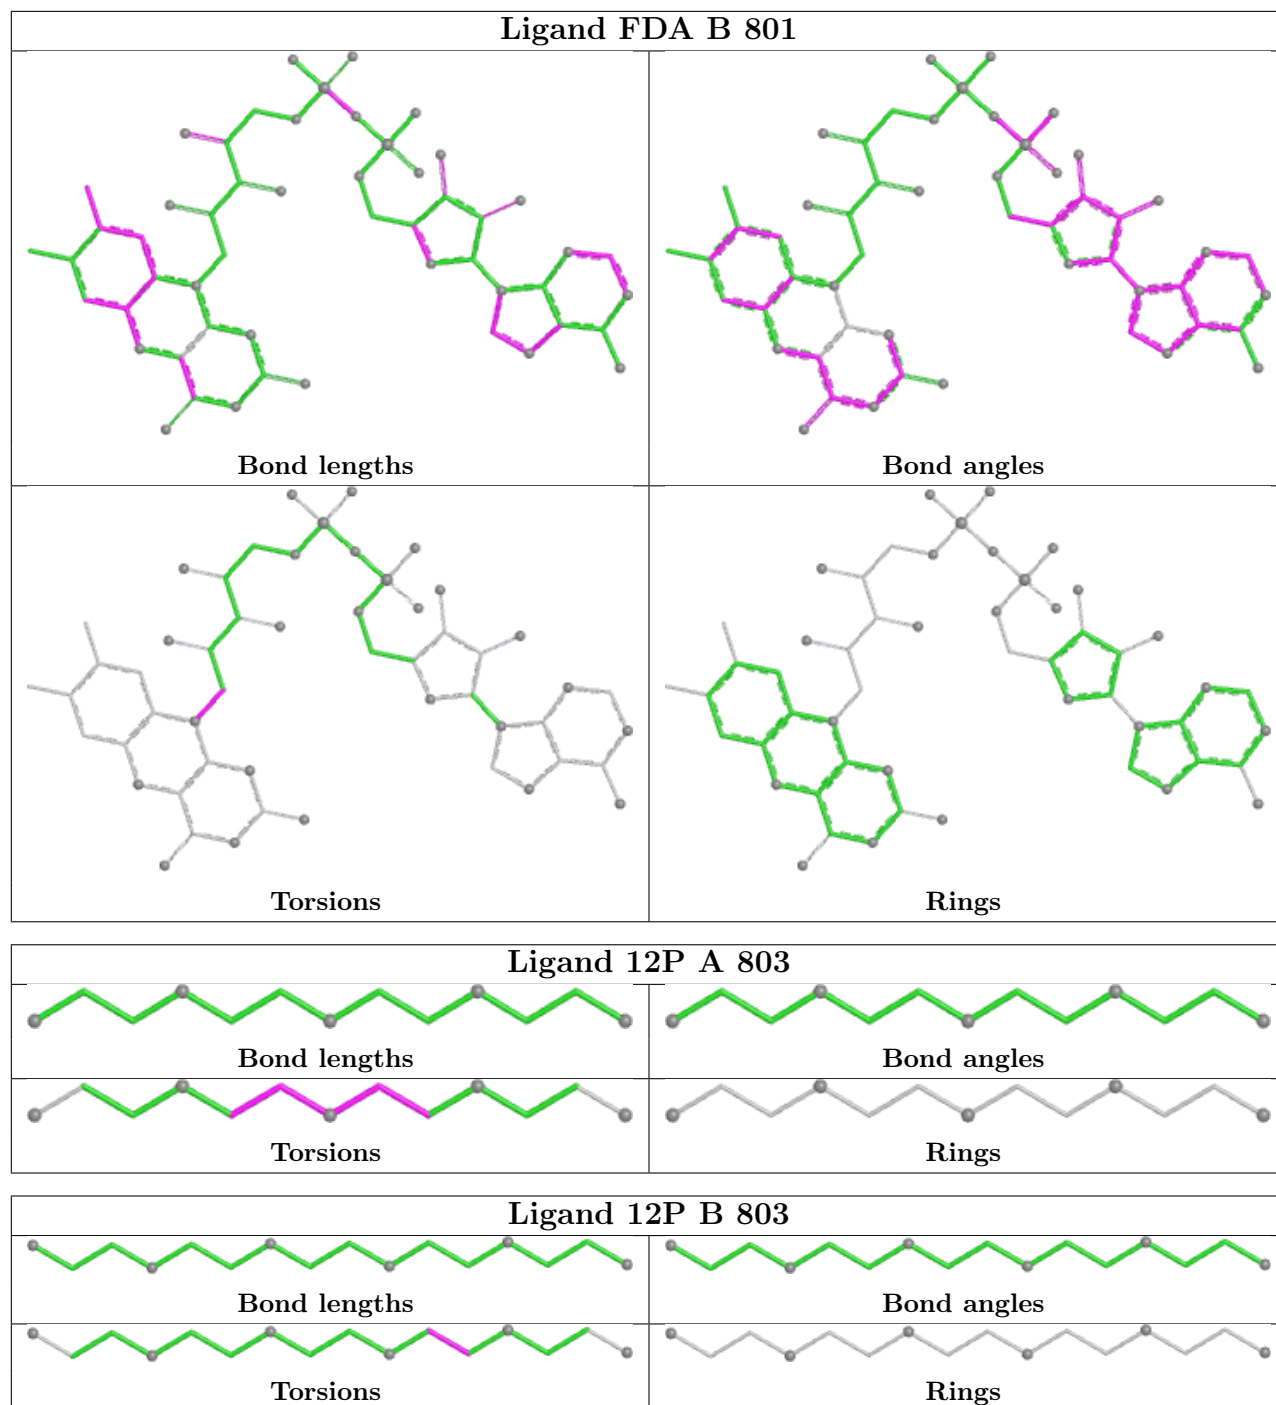 Ligand FDA B 801
Bond lengths
Bond angles
Torsions
Rings
Ligand 12P A 803
Bond lengths
Bond angles
Torsions
Rings
Ligand 12P B 803
Bond lengths
Bond angles
Torsions
Rings